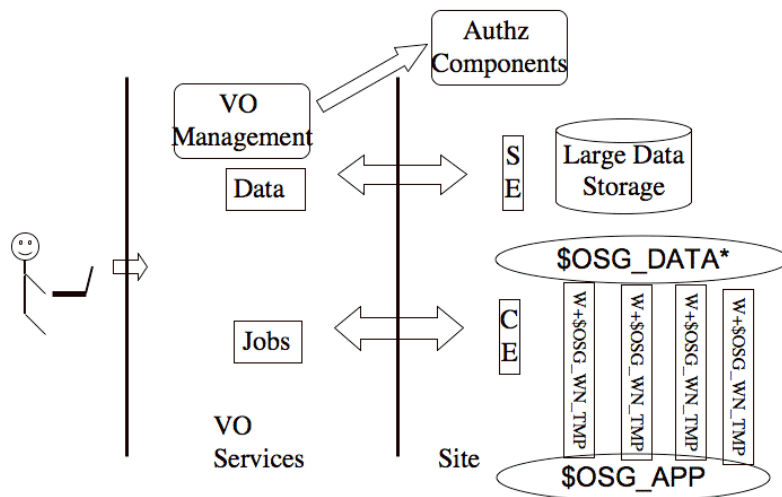 Authz
Components
VO
Management
Data
S
E
Large Data
Storage
$OSG_DATA*
Jobs
C
E
W+$OSG_WN_TMP
W+$OSG_WN_TMP
W+$OSG_WN_TMP
W+$OSG_WN_TMP
VO
Services
Site
$OSG_APP